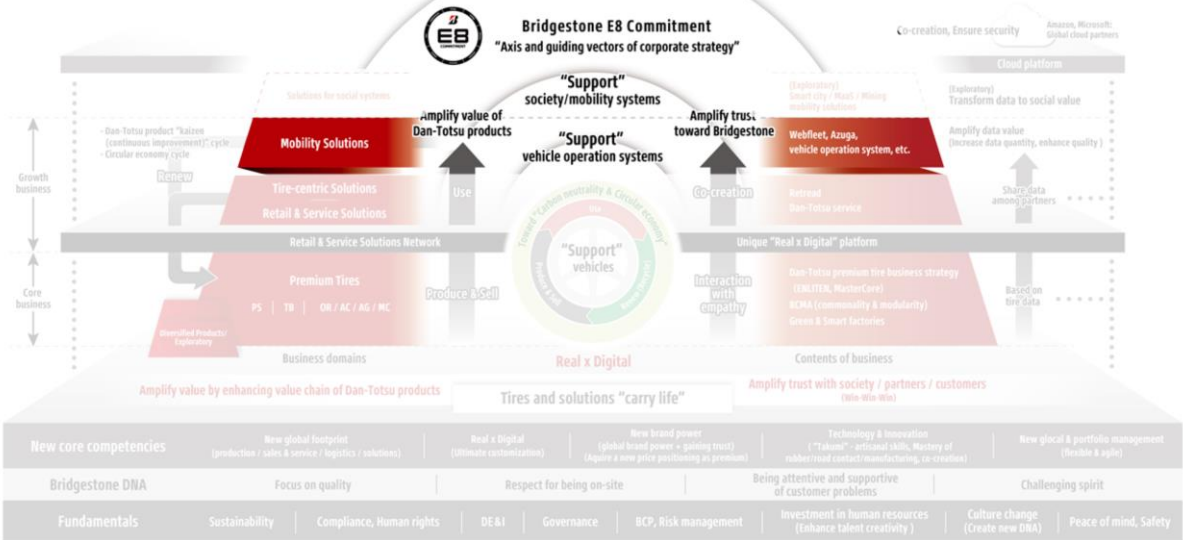 E8
COMMITMENT
Bridgestone E8 Commitment
"Axis and guiding vectors of corporate strategy"
Co-creation, Ensure security
Amazon, Microsoft:
Global cloud partners
Cloud platform
Solutions for social systems
"Support"
society/mobility systems
(Exploratory)
Smart city / MaaS / Mining
mobility solutions
(Exploratory)
Transform data to social value
Growth
business
- Dan-Totsu product "kaizen
(continuous improvement)" cycle
- Circular economy cycle
Renew
Mobility Solutions
Amplify value of
Dan-Totsu products
"Support"
vehicle operation systems
Amplify trust
toward Bridgestone
Webfleet, Azuga,
vehicle operation system, etc.
Amplify data value
(Increase data quantity, enhance quality )
Tire-centric Solutions
Retail & Service Solutions
Use
Co-creation
Retread
Dan-Totsu service
Share data
among partners
Retail & Service Solutions Network
Unique "Real x Digital" platform
Toward "Carbon neutrality & Circular economy"
Use
Produce & Sell
Renew (Recycle)
"Support"
vehicles
Core
business
Premium Tires
PS | TB | OR / AC / AG / MC
Diversified Products/
Exploratory
Produce & Sell
Interaction
with
empathy
Dan-Totsu premium tire business strategy
(ENLITEN, MasterCore)
BCMA (commonality & modularity)
Green & Smart factories
Based on
tire data
Business domains
Real x Digital
Contents of business
Amplify value by enhancing value chain of Dan-Totsu products
Tires and solutions "carry life"
Amplify trust with society / partners / customers
(Win-Win-Win)
New core competencies
New global footprint
(production / sales & service / logistics / solutions)
Real x Digital
(Ultimate customization)
New brand power
(global brand power = gaining trust)
(Aquire a new price positioning as premium)
Technology & Innovation
( "Takumi" - artisanal skills, Mastery of
rubber/road contact/manufacturing, co-creation)
New glocal & portfolio management
(flexible & agile)
Bridgestone DNA
Focus on quality
Respect for being on-site
Being attentive and supportive
of customer problems
Challenging spirit
Fundamentals
Sustainability
Compliance, Human rights
DE&I
Governance
BCP, Risk management
Investment in human resources
(Enhance talent creativity )
Culture change
(Create new DNA)
Peace of mind, Safety